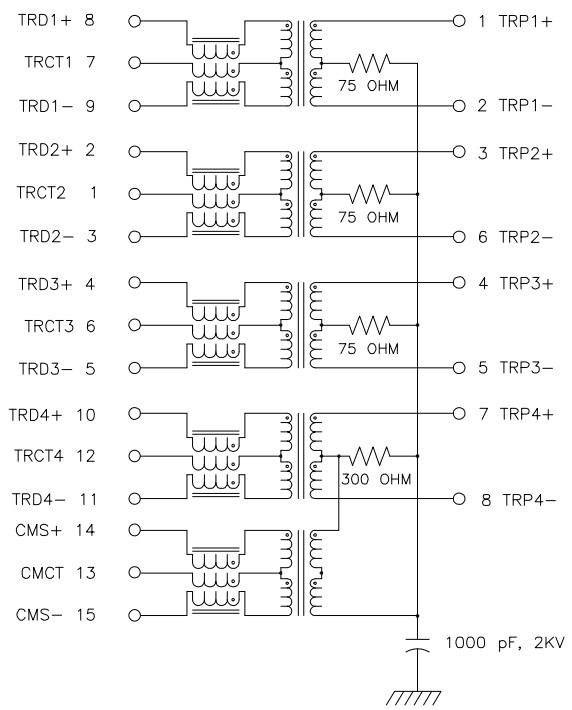 TRD1+ 8 1 TRP1+
TRCT1 7
75 OHM
TRD1− 9 2 TRP1−
TRD2+ 2 3 TRP2+
TRCT2 1
75 OHM
TRD2− 3 6 TRP2−
TRD3+ 4 4 TRP3+
TRCT3 6
75 OHM
TRD3− 5 5 TRP3−
TRD4+ 10 7 TRP4+
TRCT4 12
300 OHM
TRD4− 11 8 TRP4−
CMS+ 14
CMCT 13
CMS− 15
1000 pF, 2KV